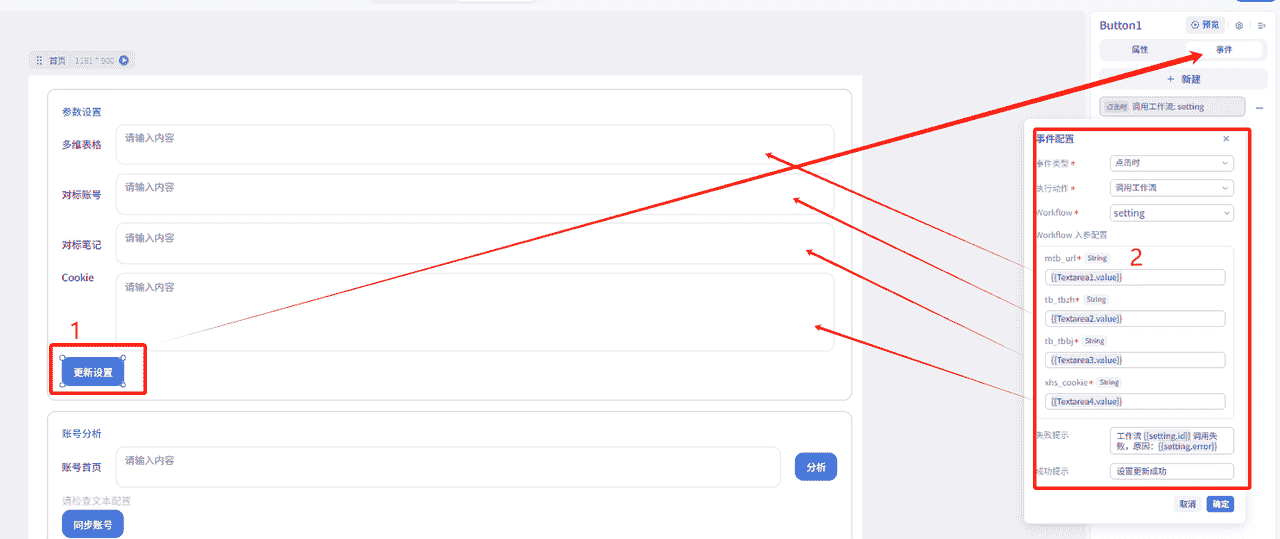 Button1
预览
属性
事件
+ 新建
点击时 调用工作流: setting
首页 1161 * 900
参数设置
多维表格
请输入内容
对标账号
请输入内容
对标笔记
请输入内容
Cookie
请输入内容
1
更新设置
账号分析
账号首页
请输入内容
分析
请检查文本配置
同步账号
事件配置
事件类型 *
点击时
执行动作 *
调用工作流
Workflow *
setting
Workflow 入参配置
2
mtb_url* String
{{Textarea1.value}}
tb_tbzh* String
{{Textarea2.value}}
tb_tbbj* String
{{Textarea3.value}}
xhs_cookie* String
{{Textarea4.value}}
失败提示
工作流 {{setting.id}} 调用失
败，原因：{{setting.error}}
成功提示
设置更新成功
取消
确定